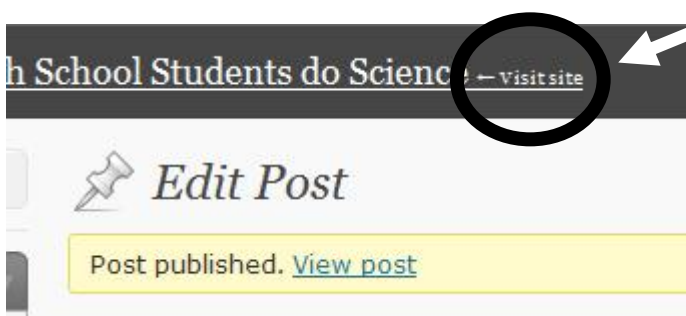 h School Students do Science ← Visit site
Edit Post
Post published. View post